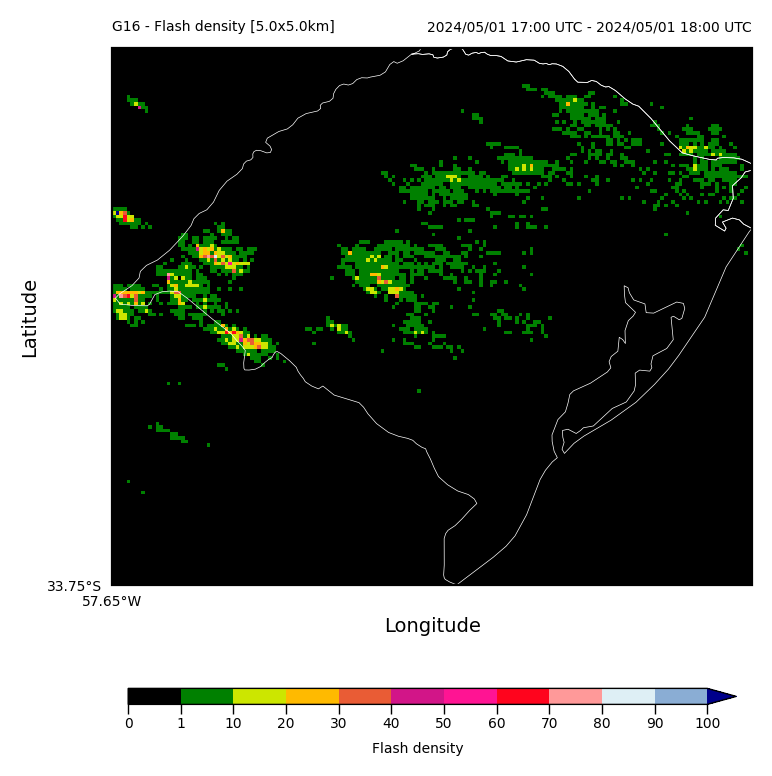 G16 - Flash density [5.0x5.0km]
2024/05/01 17:00 UTC - 2024/05/01 18:00 UTC
Latitude
33.75°S
57.65°W
Longitude
0 1 10 20 30 40 50 60 70 80 90 100
Flash density